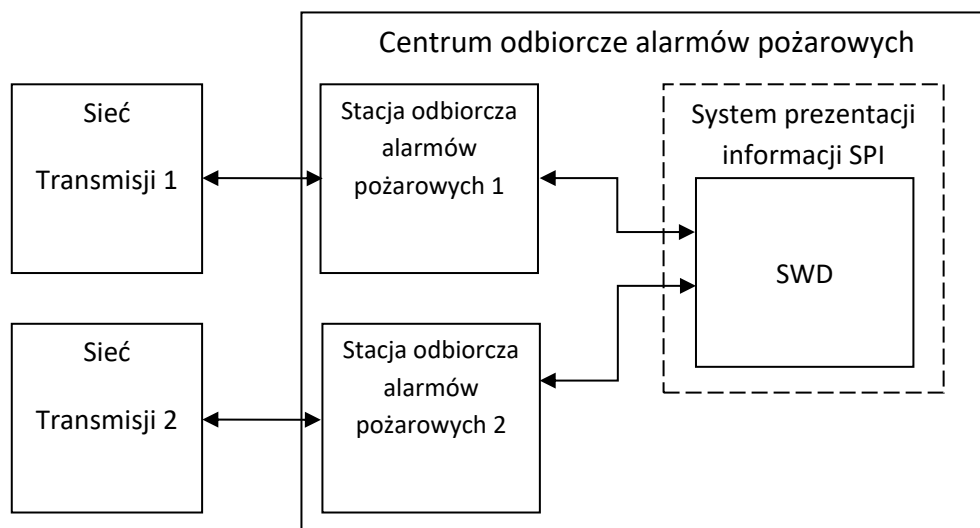 Centrum odbiorcze alarmów pożarowych
Sieć
Transmisji 1
Stacja odbiorcza
alarmów
pożarowych 1
System prezentacji
informacji SPI
SWD
Sieć
Transmisji 2
Stacja odbiorcza
alarmów
pożarowych 2